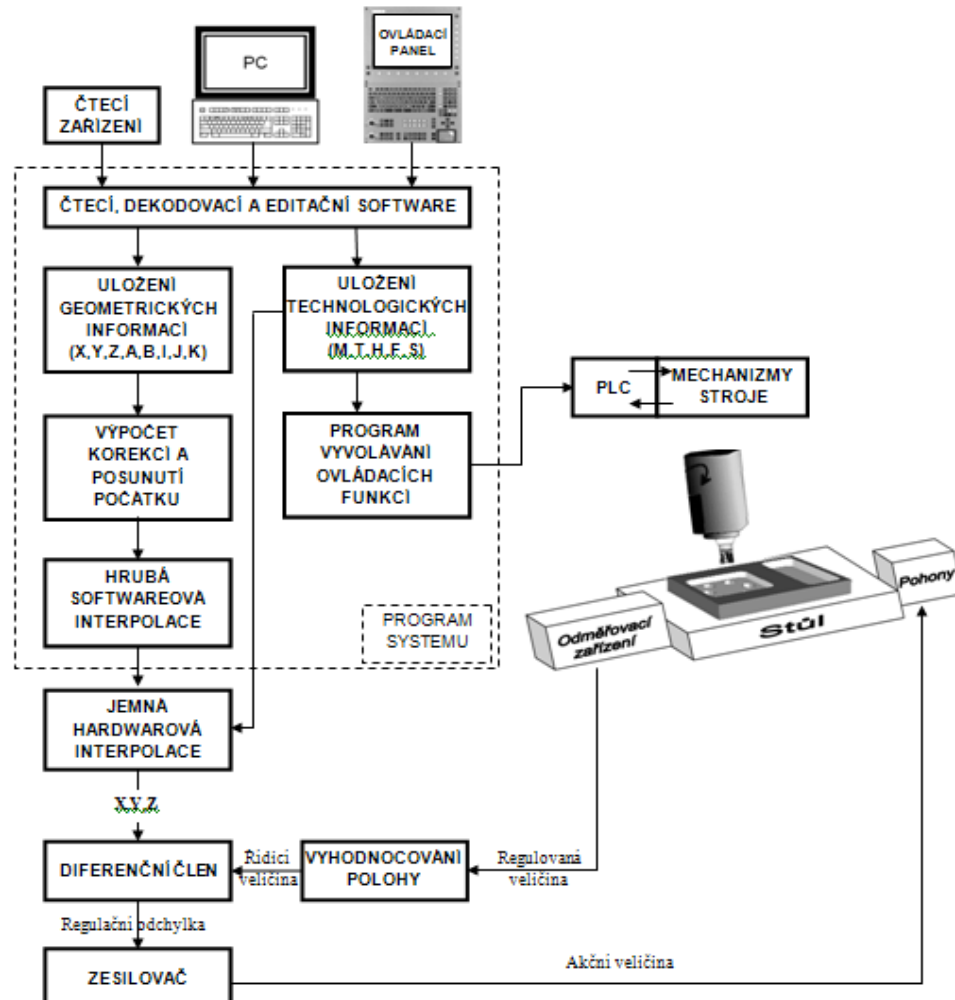 OVLÁDACÍ
PANEL
PC
ČTECÍ
ZAŘÍZENÍ
ČTECÍ, DEKODOVACÍ A EDITAČNÍ SOFTWARE
ULOŽENÍ
GEOMETRICKÝCH
INFORMACÍ
(X,Y,Z,A,B,I,J,K)
ULOŽENÍ
TECHNOLOGICKÝCH
INFORMACÍ
(M,T,H,F,S)
PLC
MECHANIZMY
STROJE
VÝPOČET
KOREKCÍ A
POSUNUTÍ
POČÁTKU
PROGRAM
VYVOLÁVÁNÍ
OVLÁDACÍCH
FUNKCÍ
HRUBÁ
SOFTWAREOVÁ
INTERPOLACE
PROGRAM
SYSTEMU
Pohony
Stůl
Odměřovací
zařízení
JEMNÁ
HARDWAROVÁ
INTERPOLACE
X,Y,Z
DIFERENČNÍ ČLEN
Řídicí
veličina
VYHODNOCOVÁNÍ
POLOHY
Regulovaná
veličina
Regulační odchylka
ZESILOVAČ
Akční veličina